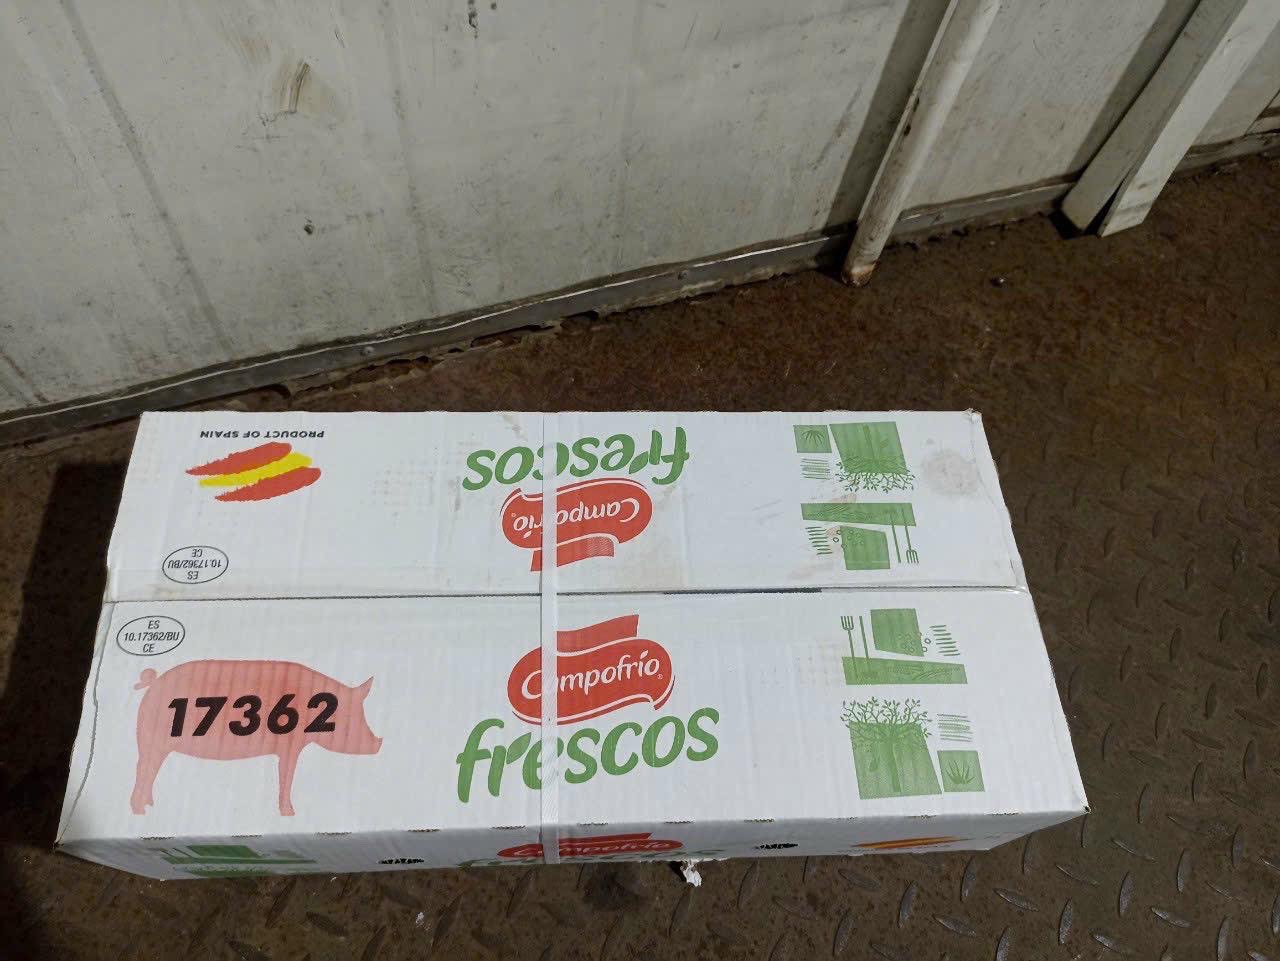 PRODUCT OF SPAIN
frescos
Campofrío
ES
10.17362/BU
CE
ES
10.17362/BU
CE
17362
Campofrío®
frescos
Campofrío
frescos